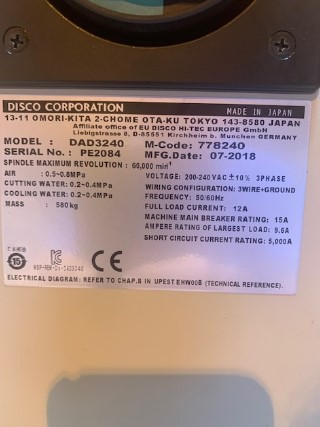 DISCO CORPORATION MADE IN JAPAN
13-11 OMORI-KITA 2-CHOME OTA-KU TOKYO 143-8580 JAPAN
Affiliate office of EU DISCO HI-TEC EUROPE GmbH
Liebigstrasse 8, D-85551 Kirchheim b. Munchen GERMANY
MODEL : DAD3240 M-Code: 778240
SERIAL No.: PE2084 MFG.Date: 07-2018
SPINDLE MAXIMUM REVOLUTION : 60,000 min⁻¹
AIR : 0.5~0.8MPa VOLTAGE: 200-240 VAC ±10% 3PHASE
CUTTING WATER: 0.2~0.4MPa WIRING CONFIGURATION: 3WIRE+GROUND
COOLING WATER: 0.2~0.4MPa FREQUENCY: 50/60Hz
MASS : 580kg FULL LOAD CURRENT: 12A
MACHINE MAIN BREAKER RATING: 15A
AMPERE RATING OF LARGEST LOAD: 9.6A
SHORT CIRCUIT CURRENT RATING: 5,000A
15
CE
ELECTRICAL DIAGRAM: REFER TO CHAP.B IN UPEST EHW00B (TECHNICAL REFERENCE).